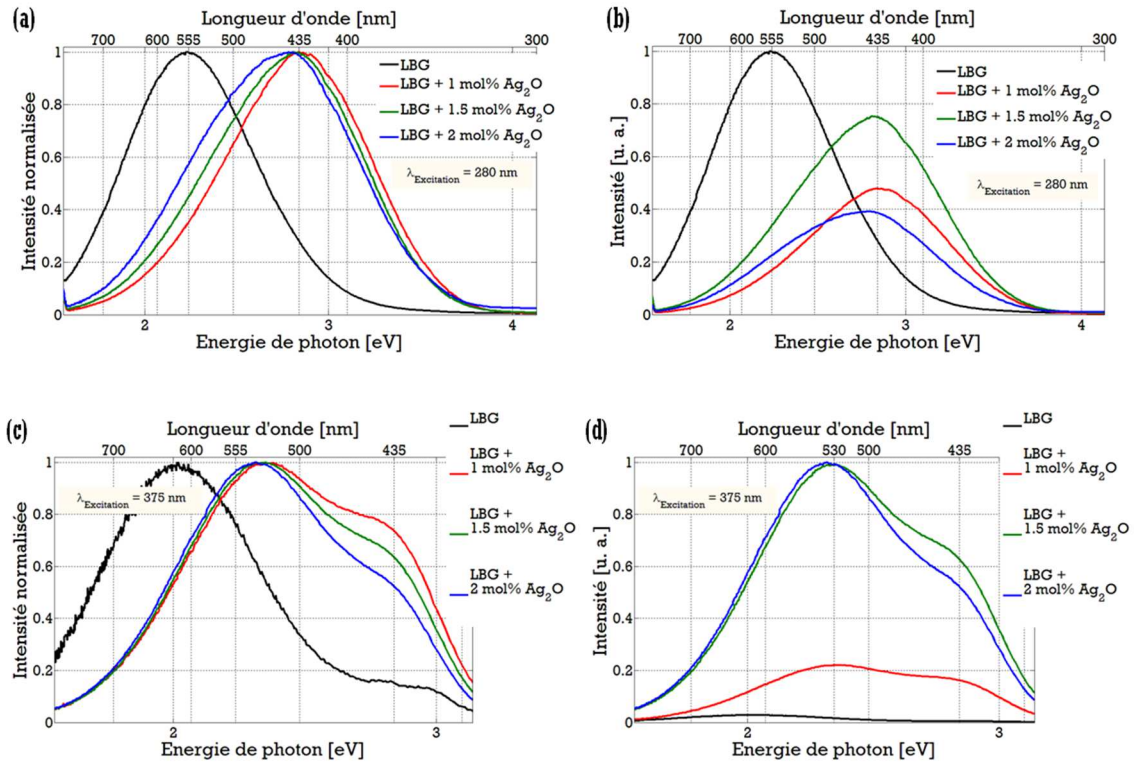 (a)
Longueur d'onde [nm]
700 600 555 500 435 400 300
Intensité normalisée
1
0.8
0.6
0.4
0.2
0
LBG
LBG + 1 mol% Ag2O
LBG + 1.5 mol% Ag2O
LBG + 2 mol% Ag2O
λExcitation = 280 nm
2 3 4
Energie de photon [eV]
(b)
Longueur d'onde [nm]
700 600 555 500 435 400 300
Intensité [u. a.]
1
0.8
0.6
0.4
0.2
0
LBG
LBG + 1 mol% Ag2O
LBG + 1.5 mol% Ag2O
LBG + 2 mol% Ag2O
λExcitation = 280 nm
2 3 4
Energie de photon [eV]
(c)
Longueur d'onde [nm]
700 600 555 500 435
Intensité normalisée
1
0.8
0.6
0.4
0.2
0
λExcitation = 375 nm
LBG
LBG +
1 mol% Ag2O
LBG +
1.5 mol% Ag2O
LBG +
2 mol% Ag2O
2 3
Energie de photon [eV]
(d)
Longueur d'onde [nm]
700 600 530 500 435
Intensité [u. a.]
1
0.8
0.6
0.4
0.2
0
λExcitation = 375 nm
LBG
LBG +
1 mol% Ag2O
LBG +
1.5 mol% Ag2O
LBG +
2 mol% Ag2O
2 3
Energie de photon [eV]